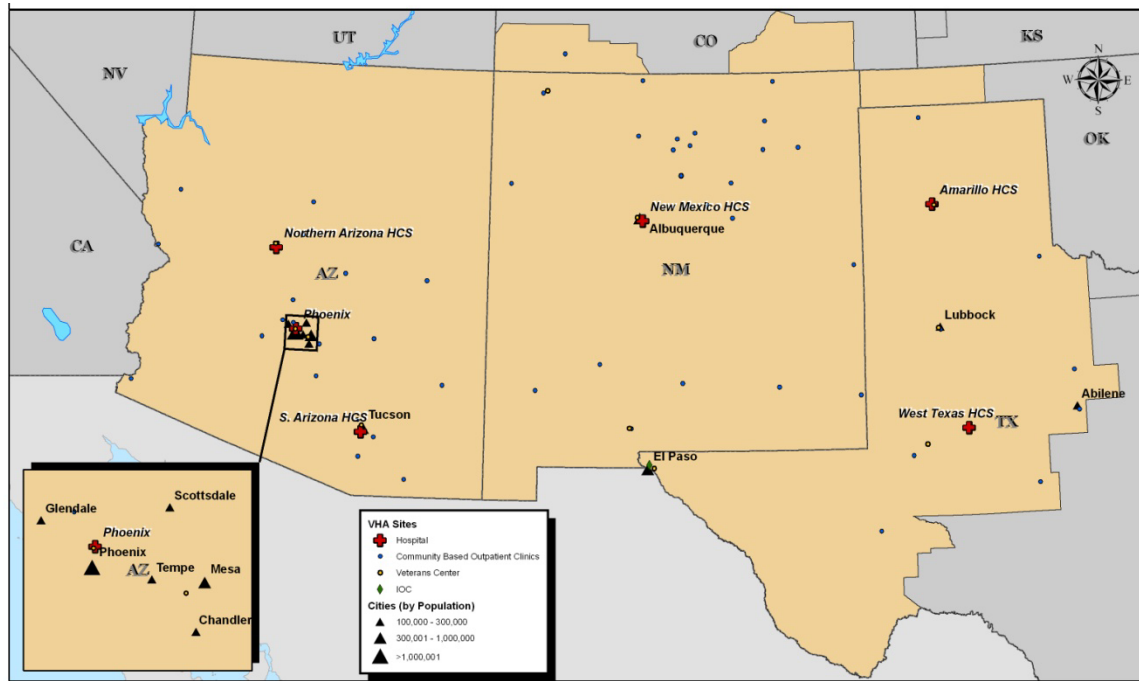 UT
CO
KS
NV
N
W E
S
OK
Amarillo HCS
New Mexico HCS
Albuquerque
Northern Arizona HCS
CA
AZ
NM
Phoenix
Lubbock
Abilene
S. Arizona HCS
Tucson
West Texas HCS
TX
El Paso
Scottsdale
Glendale
Phoenix
Phoenix
AZ
Tempe
Mesa
Chandler
VHA Sites
Hospital
Community Based Outpatient Clinics
Veterans Center
IOC
Cities (by Population)
100,000 - 300,000
300,001 - 1,000,000
>1,000,001